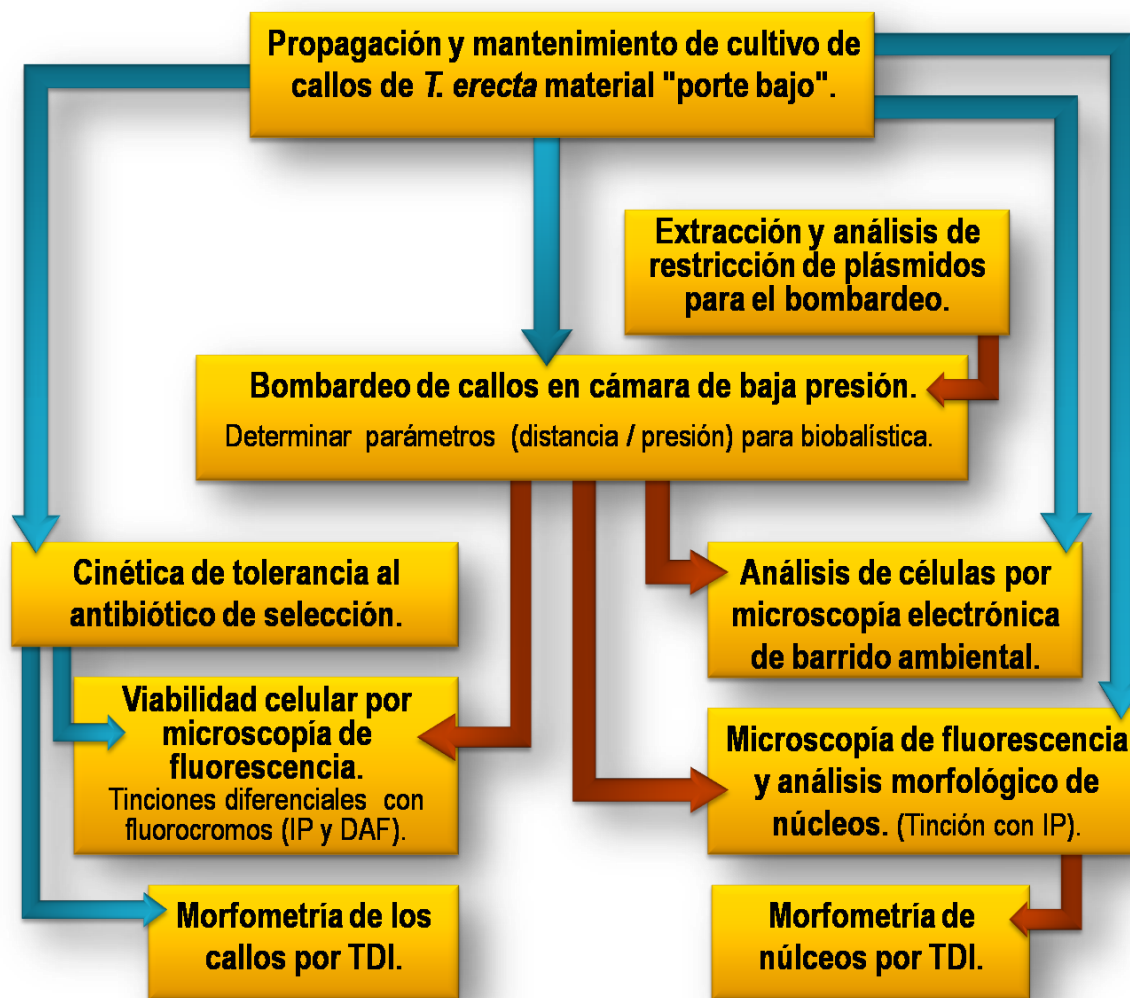 Propagación y mantenimiento de cultivo de
callos de T. erecta material "porte bajo".
Extracción y análisis de
restricción de plásmidos
para el bombardeo.
Bombardeo de callos en cámara de baja presión.
Determinar parámetros (distancia / presión) para biobalística.
Cinética de tolerancia al
antibiótico de selección.
Análisis de células por
microscopía electrónica
de barrido ambiental.
Viabilidad celular por
microscopía de
fluorescencia.
Tinciones diferenciales con
fluorocromos (IP y DAF).
Microscopía de fluorescencia
y análisis morfológico de
núcleos. (Tinción con IP).
Morfometría de los
callos por TDI.
Morfometría de
núlceos por TDI.